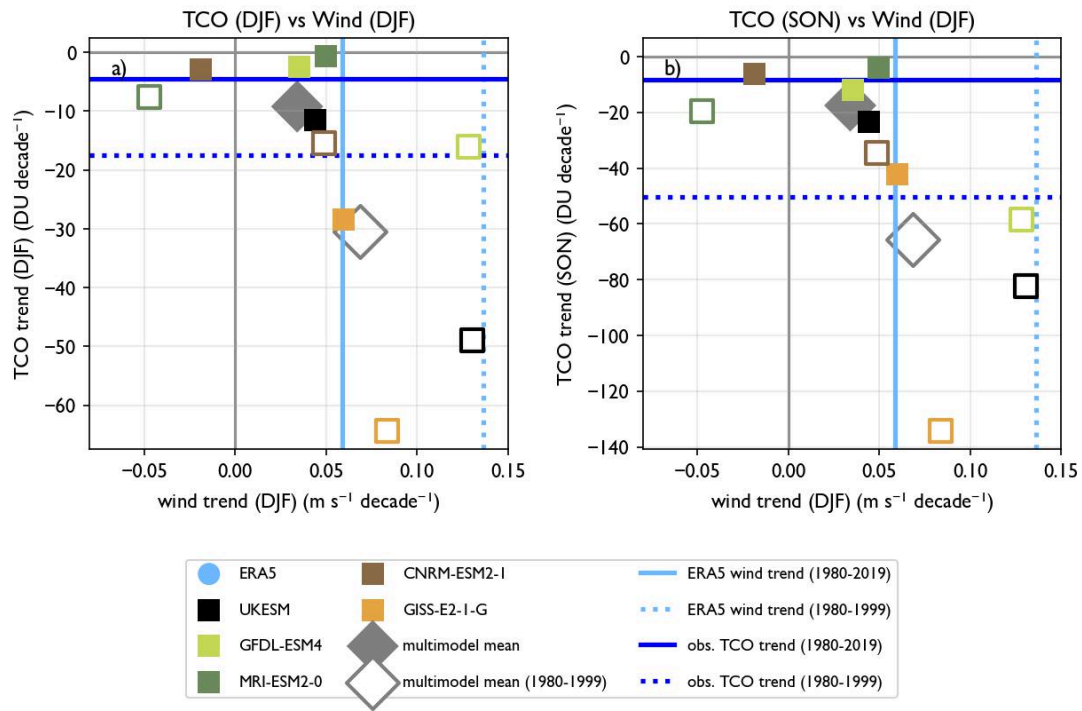 TCO (DJF) vs Wind (DJF)
a)
0
−10
−20
−30
−40
−50
−60
TCO trend (DJF) (DU decade⁻¹)
−0.05
0.00
0.05
0.10
0.15
wind trend (DJF) (m s⁻¹ decade⁻¹)
TCO (SON) vs Wind (DJF)
b)
0
−20
−40
−60
−80
−100
−120
−140
TCO trend (SON) (DU decade⁻¹)
−0.05
0.00
0.05
0.10
0.15
wind trend (DJF) (m s⁻¹ decade⁻¹)
ERA5
UKESM
GFDL-ESM4
MRI-ESM2-0
CNRM-ESM2-1
GISS-E2-1-G
multimodel mean
multimodel mean (1980-1999)
ERA5 wind trend (1980-2019)
ERA5 wind trend (1980-1999)
obs. TCO trend (1980-2019)
obs. TCO trend (1980-1999)